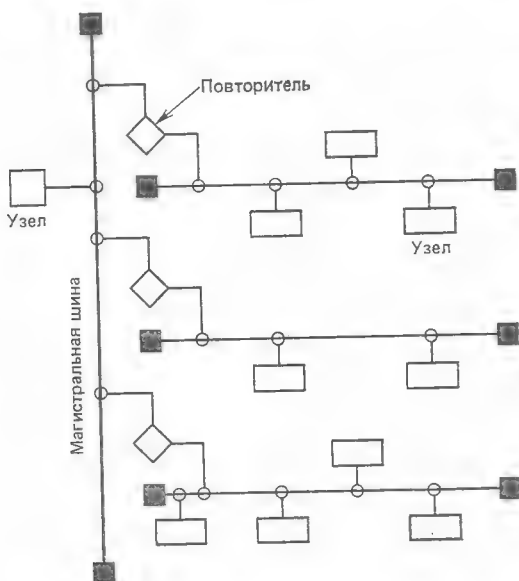 Повторитель
Узел
Узел
Магистральная шина